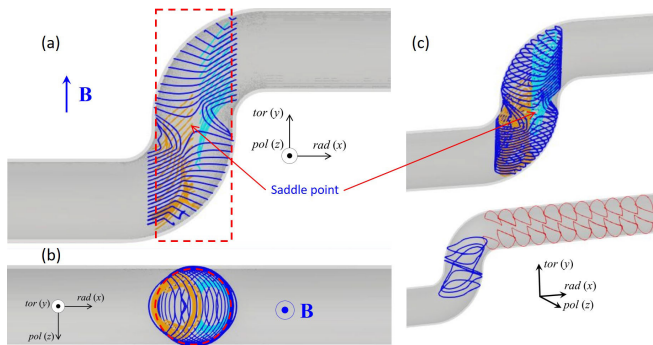 (a)
B
tor (y)
pol (z)
rad (x)
Saddle point
(b)
tor (y)
rad (x)
pol (z)
B
(c)
tor (y)
rad (x)
pol (z)